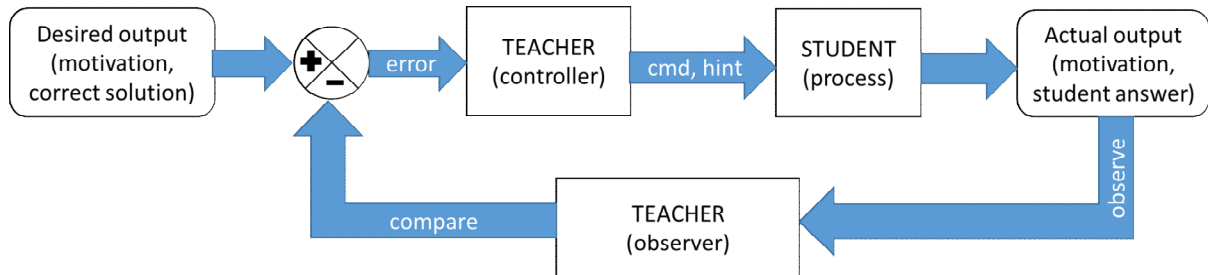 Desired output
(motivation,
correct solution)
+
-
error
TEACHER
(controller)
cmd, hint
STUDENT
(process)
Actual output
(motivation,
student answer)
observe
TEACHER
(observer)
compare